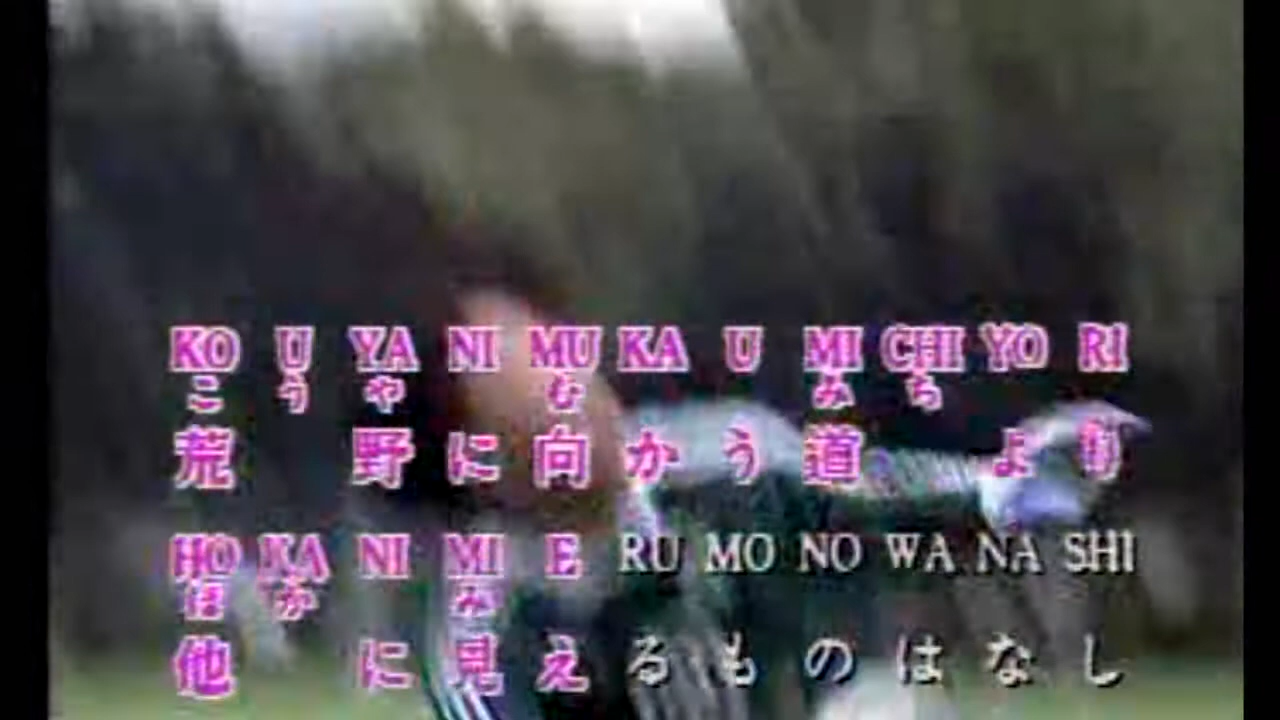 KO U YA NI MU KA U MI CHI YO RI
こ う や む み ち
荒 野 に 向 か う 道 よ り
HO KA NI MI E RU MO NO WA NA SHI
ほ か み
他 に 見 え る も の は な し